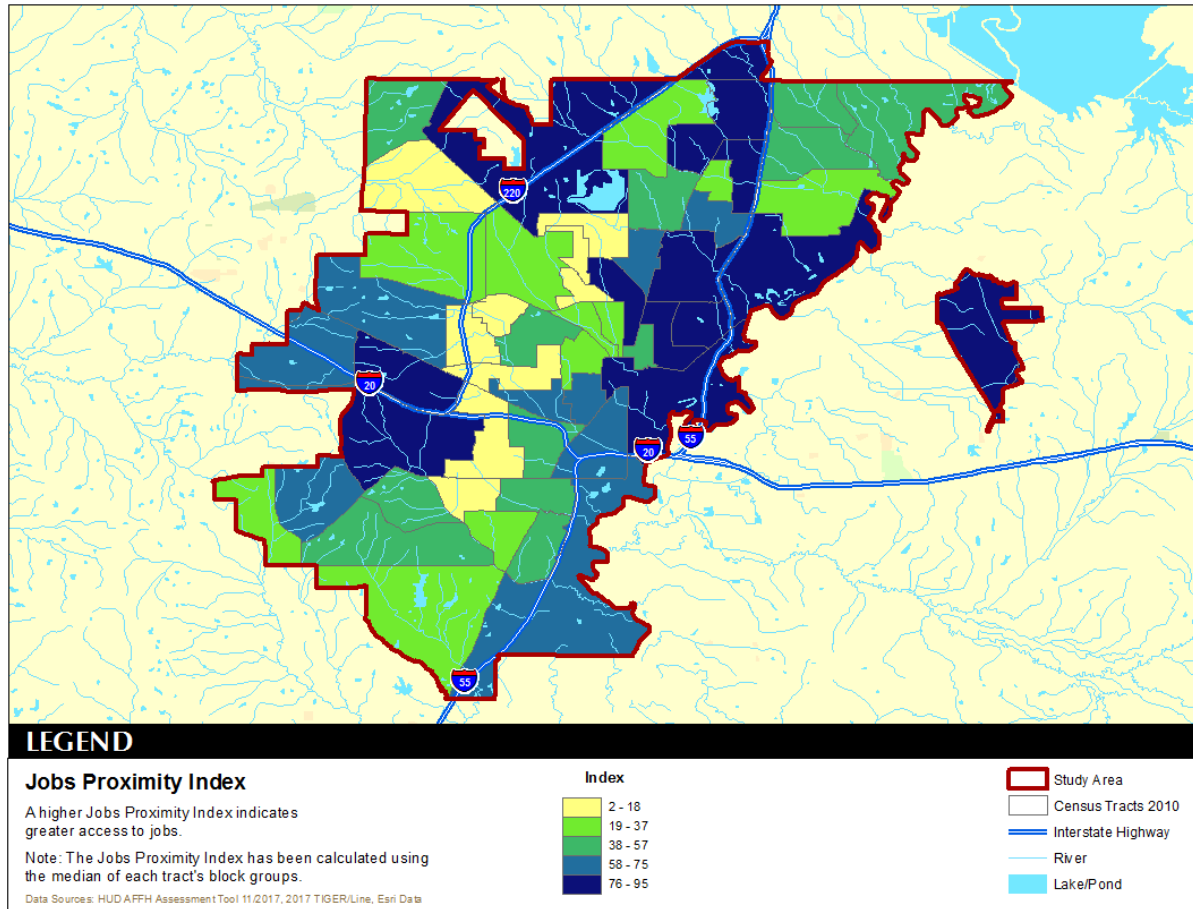 220
20
20
55
55
LEGEND
Jobs Proximity Index
A higher Jobs Proximity Index indicates
greater access to jobs.
Note: The Jobs Proximity Index has been calculated using
the median of each tract's block groups.
Data Sources: HUD AFFH Assessment Tool 11/2017, 2017 TIGER/Line, Esri Data
Index
2 - 18
19 - 37
38 - 57
58 - 75
76 - 95
Study Area
Census Tracts 2010
Interstate Highway
River
Lake/Pond